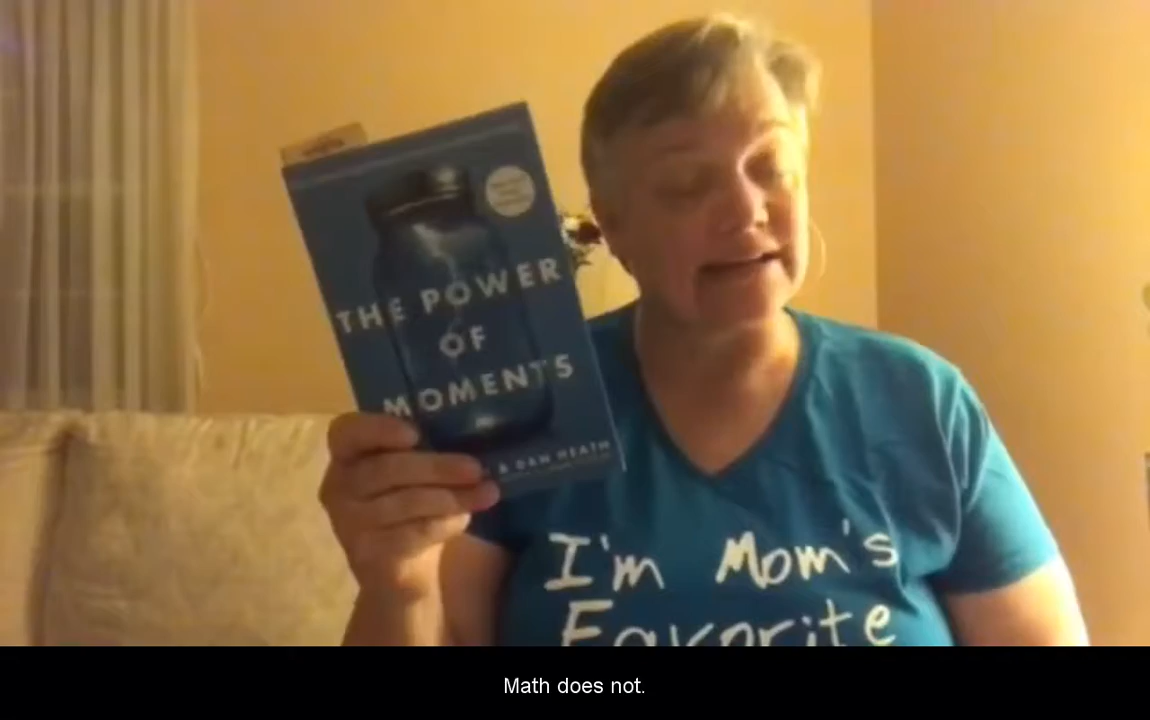 THE POWER
OF
MOMENTS
& DAN HEATH
I'm Mom's
Favorite
Math does not.